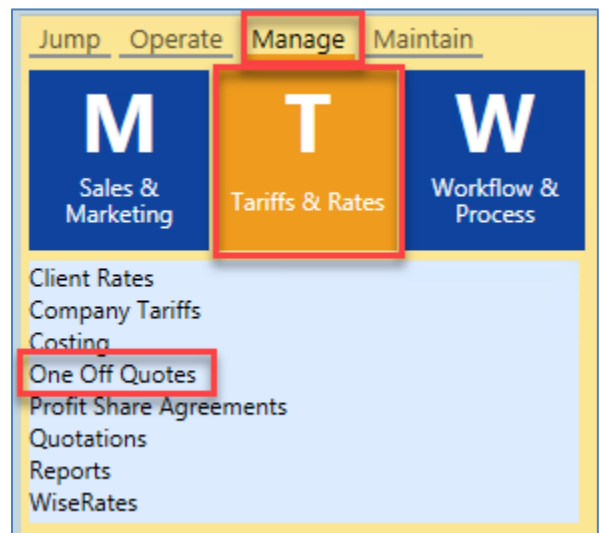 Jump Operate Manage Maintain
M T W
Sales & Marketing
Tariffs & Rates
Workflow & Process
Client Rates
Company Tariffs
Costing
One Off Quotes
Profit Share Agreements
Quotations
Reports
WiseRates